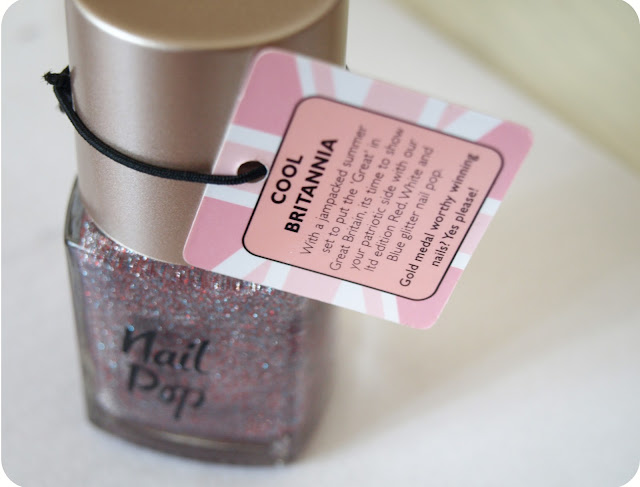 COOL
BRITANNIA
With a jampacked summer
set to put the 'Great' in
Great Britain, its time to show
your patriotic side with our
ltd edition Red, White and
Blue glitter nail pop.
Gold medal worthy winning
nails? Yes please!
Nail
Pop